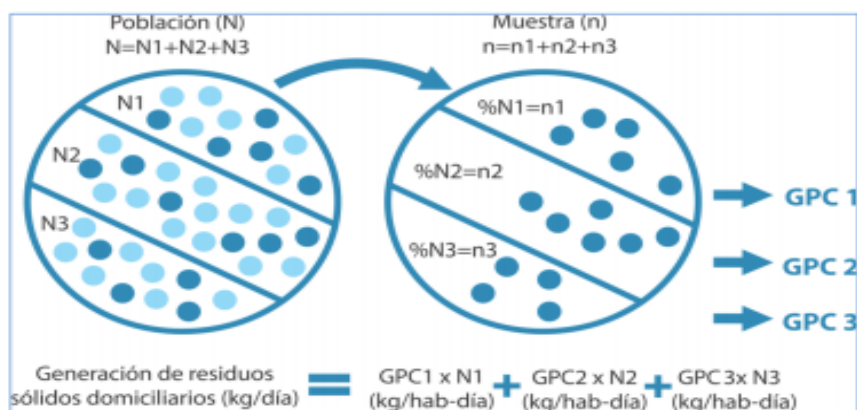 Población (N)
N=N1+N2+N3
Muestra (n)
n=n1+n2+n3
N1
N2
N3
%N1=n1
%N2=n2
%N3=n3
GPC 1
GPC 2
GPC 3
Generación de residuos
sólidos domiciliarios (kg/día)
=
GPC1 x N1
(kg/hab-día)
+
GPC2 x N2
(kg/hab-día)
+
GPC3x N3
(kg/hab-día)